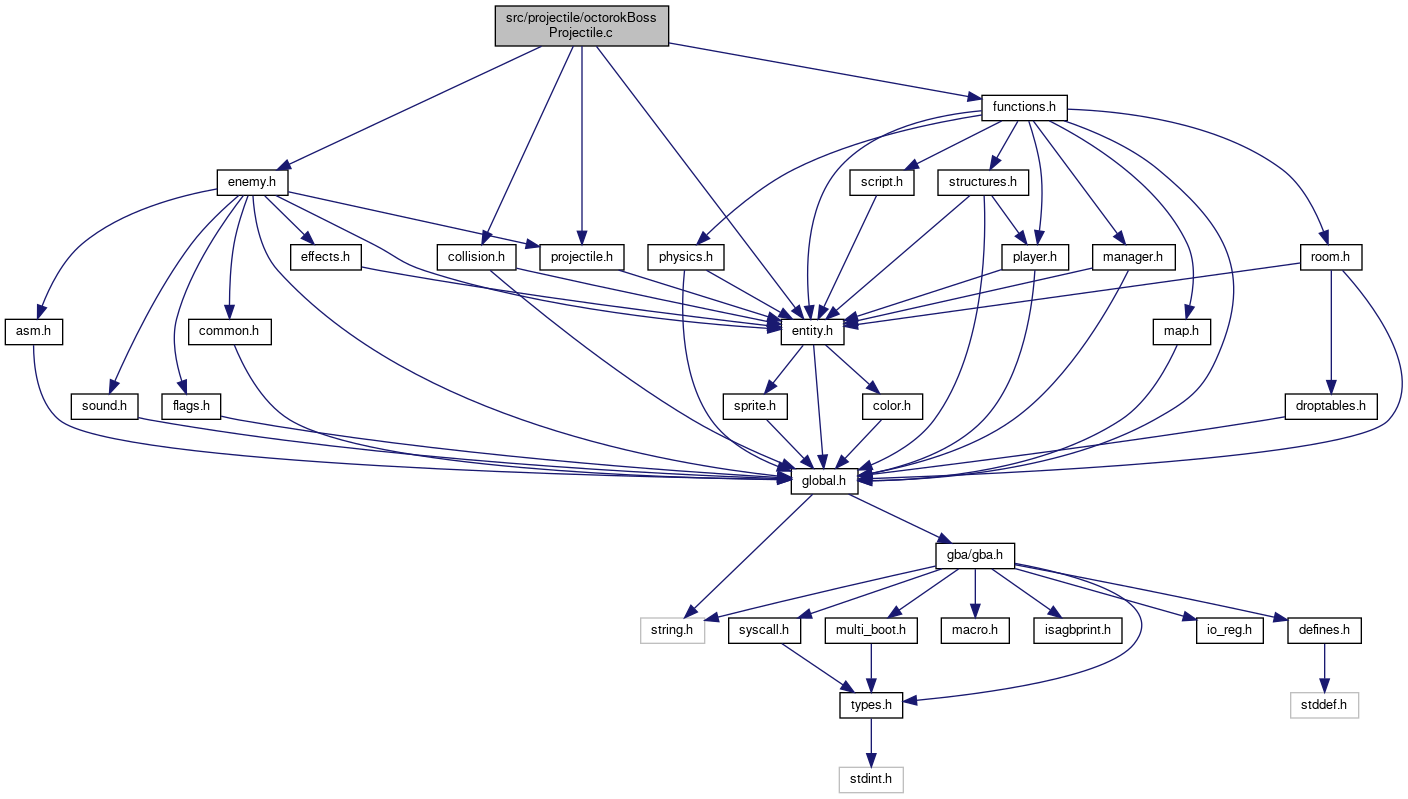 src/projectile/octorokBoss
Projectile.c
functions.h
enemy.h
script.h
structures.h
effects.h
collision.h
projectile.h
physics.h
player.h
manager.h
room.h
asm.h
common.h
entity.h
map.h
sound.h
flags.h
sprite.h
color.h
droptables.h
global.h
gba/gba.h
string.h
syscall.h
multi_boot.h
macro.h
isagbprint.h
io_reg.h
defines.h
types.h
stddef.h
stdint.h